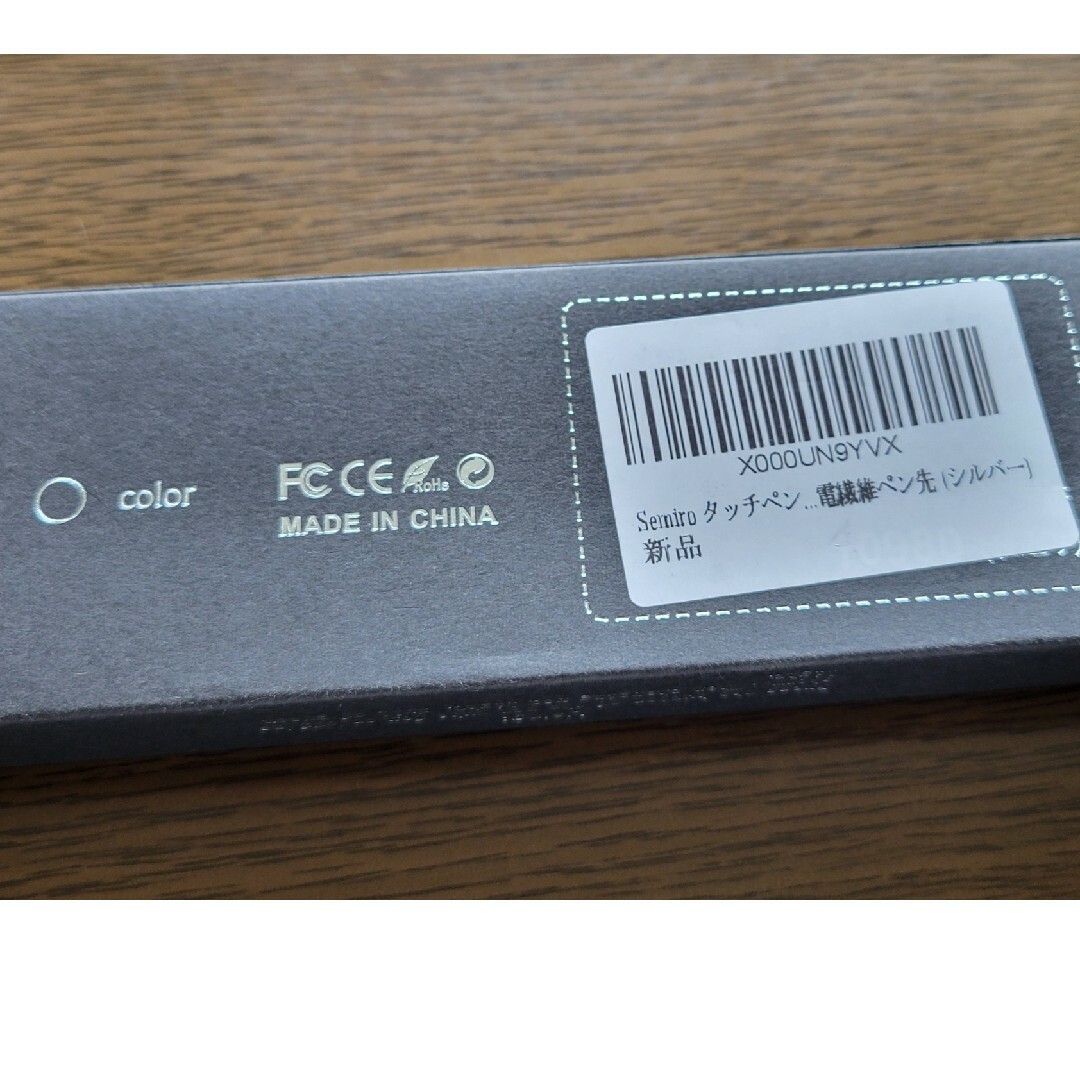 color
FC CE RoHs
MADE IN CHINA
X000UN9YVX
Semiro タッチペン...電繊維ペン先 (シルバー)
新品